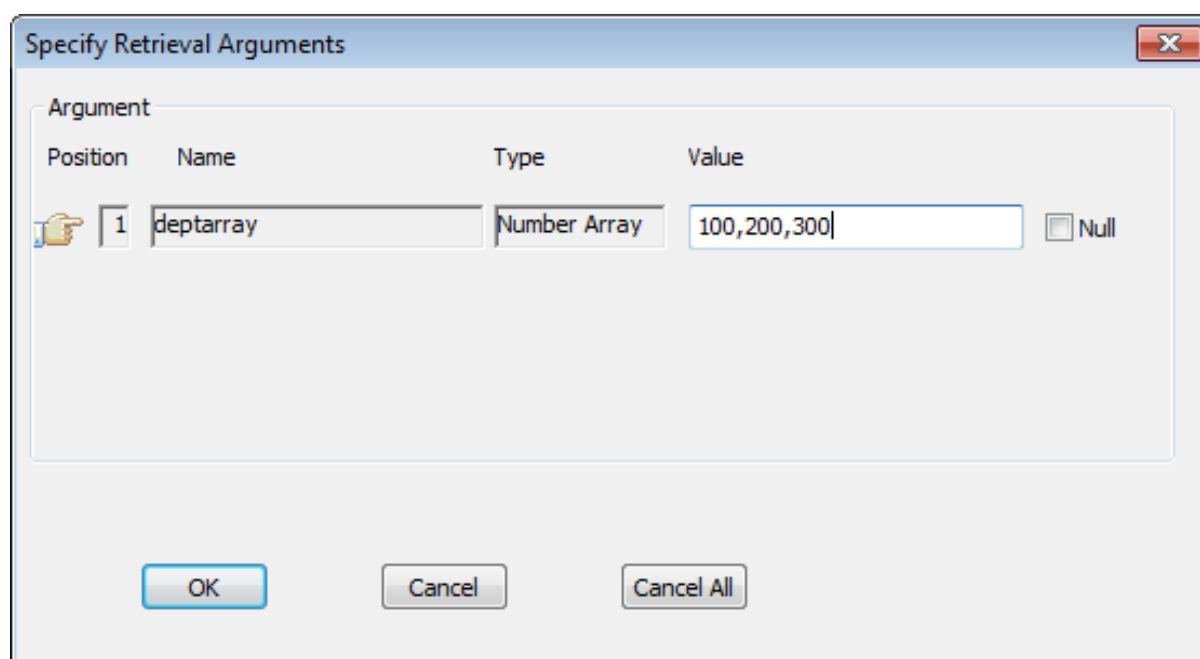 Specify Retrieval Arguments
Argument
Position Name Type Value
1 deptarray Number Array 100,200,300 Null
OK Cancel Cancel All